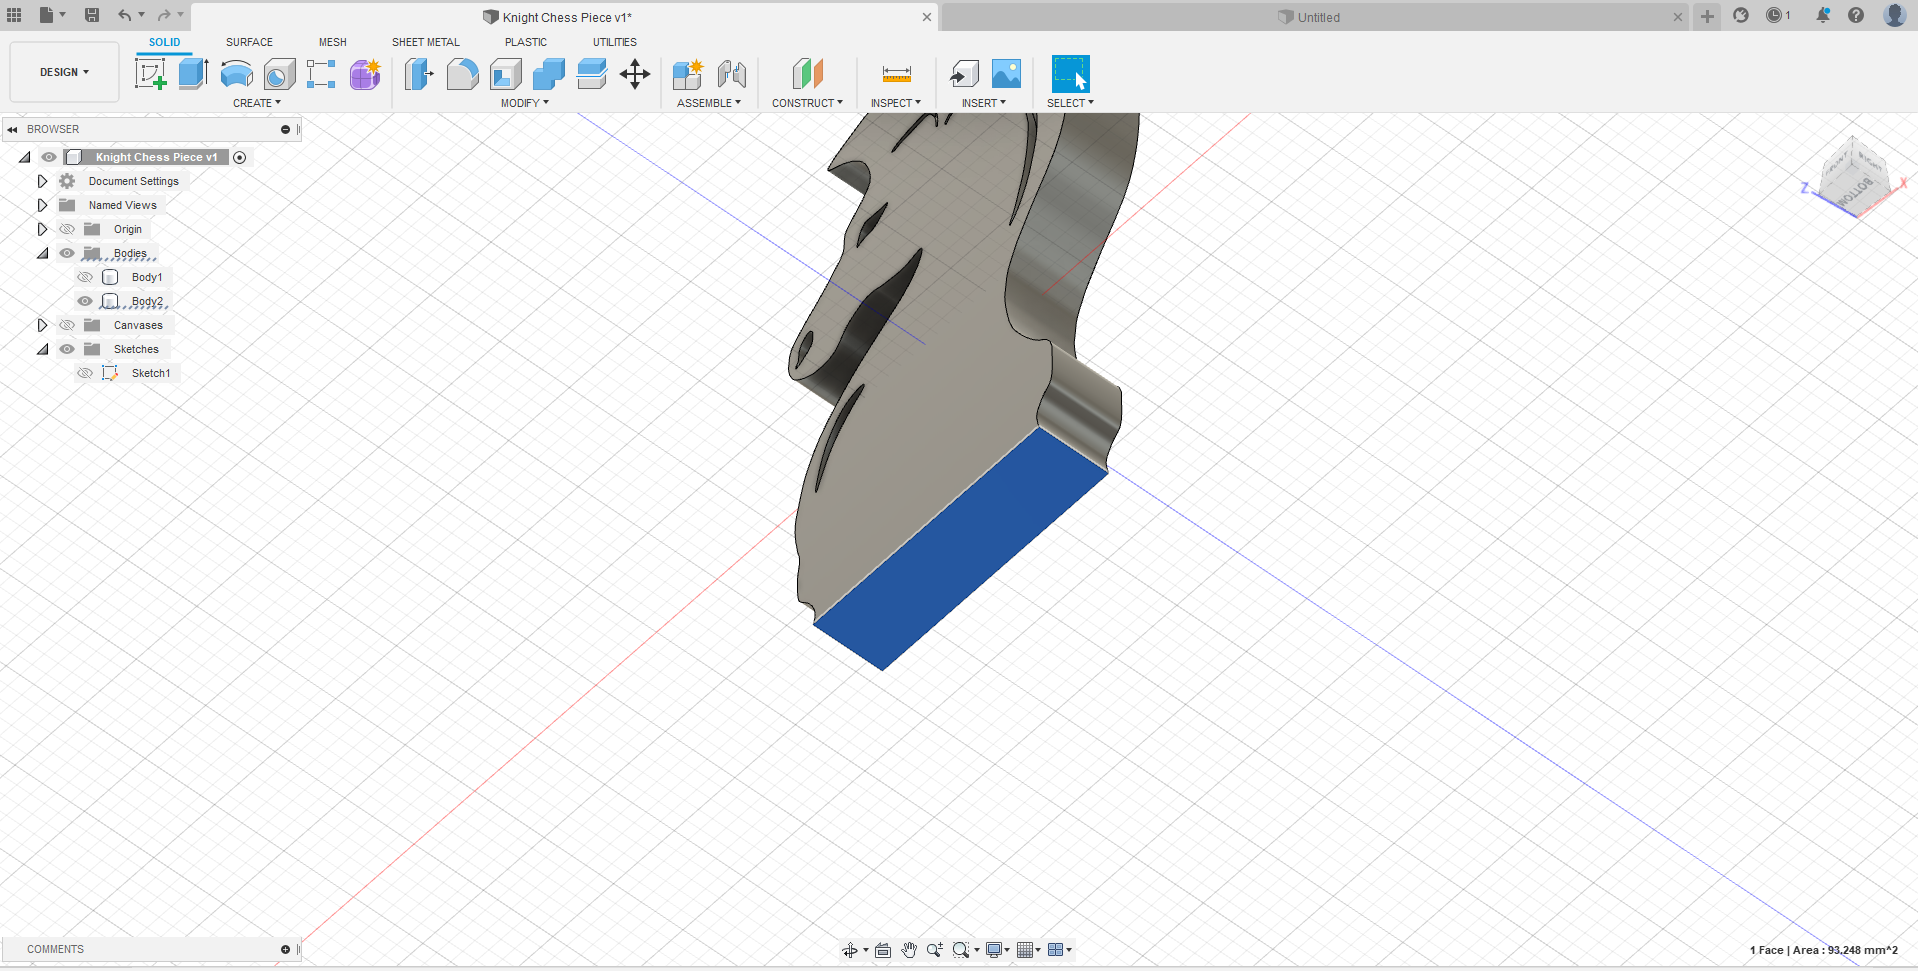 Knight Chess Piece v1*
Untitled
1
SOLID SURFACE MESH SHEET METAL PLASTIC UTILITIES
DESIGN
CREATE MODIFY ASSEMBLE CONSTRUCT INSPECT INSERT SELECT
BROWSER
Knight Chess Piece v1
Document Settings
Named Views
Origin
Bodies
Body1
Body2
Canvases
Sketches
Sketch1
Z
X
BOTTOM
COMMENTS
1 Face | Area : 93.248 mm^2